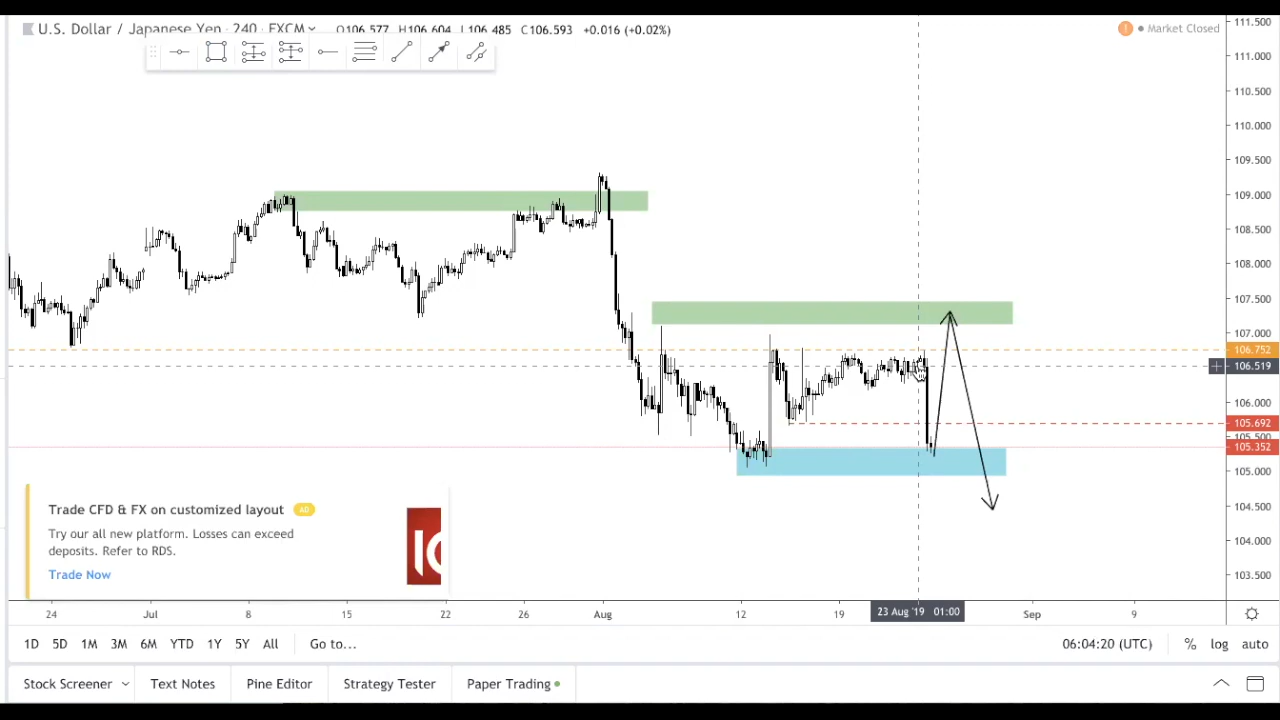 U.S. Dollar / Japanese Yen · 240 · FXCM O106.577 H106.604 L106.485 C106.593 +0.016 (+0.02%)
Market Closed
111.500
111.000
110.500
110.000
109.500
109.000
108.500
108.000
107.500
107.000
106.752
106.519
106.000
105.692
105.500
105.352
105.000
104.500
104.000
103.500
Trade CFD & FX on customized layout AD
Try our all new platform. Losses can exceed
deposits. Refer to RDS.
Trade Now
24 Jul 8 15 22 26 Aug 12 19 23 Aug '19 01:00 Sep 9
1D 5D 1M 3M 6M YTD 1Y 5Y All Go to... 06:04:20 (UTC) % log auto
Stock Screener Text Notes Pine Editor Strategy Tester Paper Trading